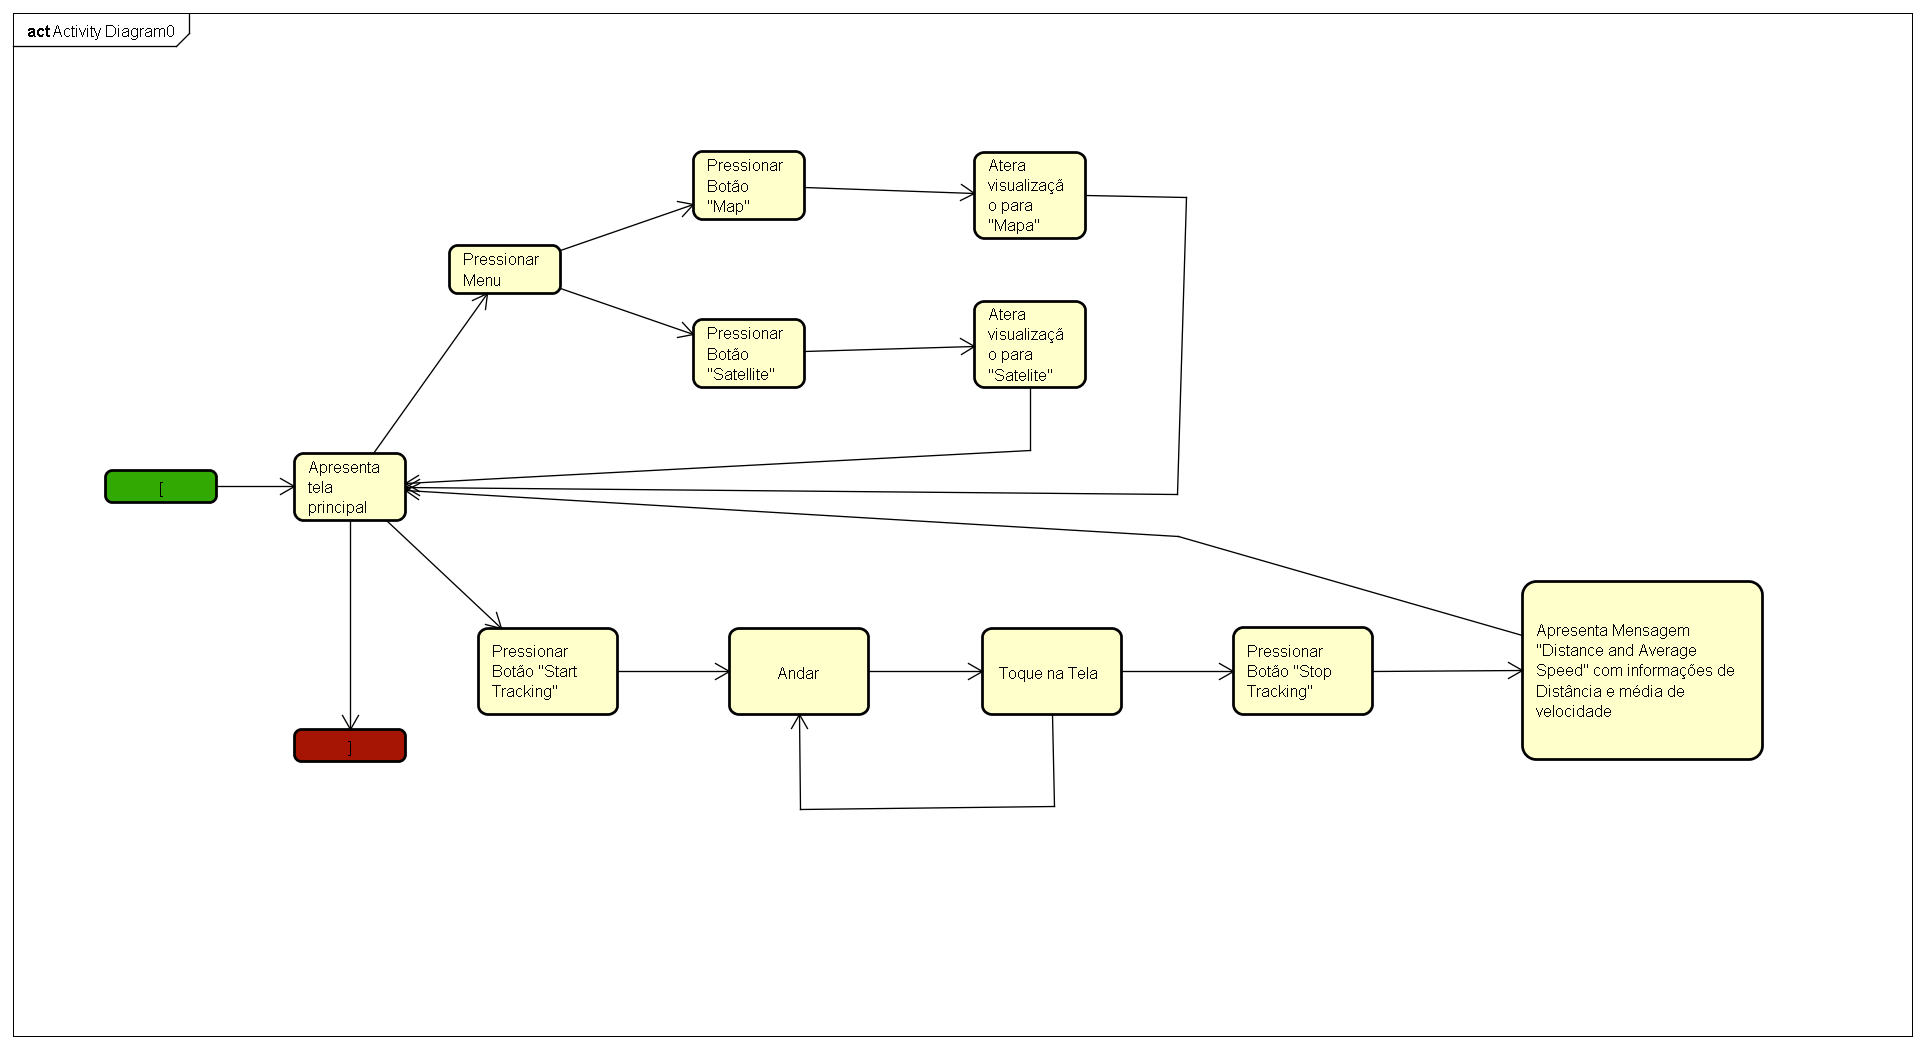 act Activity Diagram0
Pressionar
Botão
"Map"
Atera
visualizaçã
o para
"Mapa"
Pressionar
Menu
Pressionar
Botão
"Satellite"
Atera
visualizaçã
o para
"Satelite"
[
Apresenta
tela
principal
]
Pressionar
Botão "Start
Tracking"
Andar
Toque na Tela
Pressionar
Botão "Stop
Tracking"
Apresenta Mensagem
"Distance and Average
Speed" com informações de
Distância e média de
velocidade